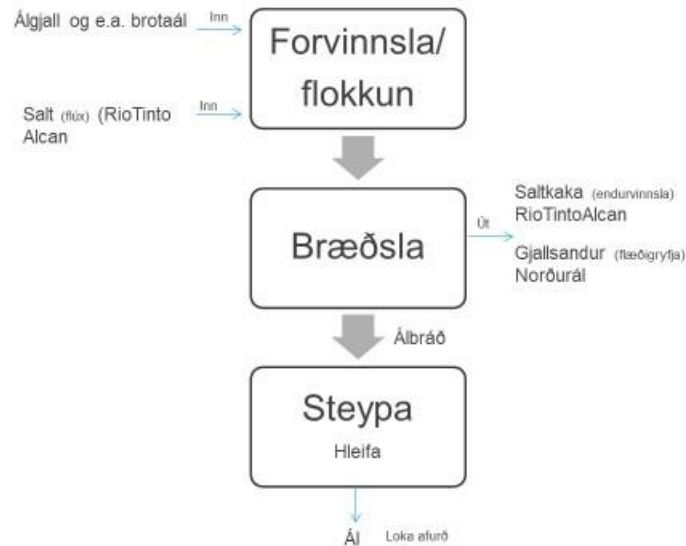 Álgjall og e.a. brotaál
Inn
Forvinnsla/
flokkun
Salt (flúx) (RioTinto
Alcan
Inn
Bræðsla
Út
Saltkaka (endurvinnsla)
RioTintoAlcan
Gjallsandur (flæðigryfja)
Norðurál
Álbráð
Steypa
Hleifa
Ál Loka afurð